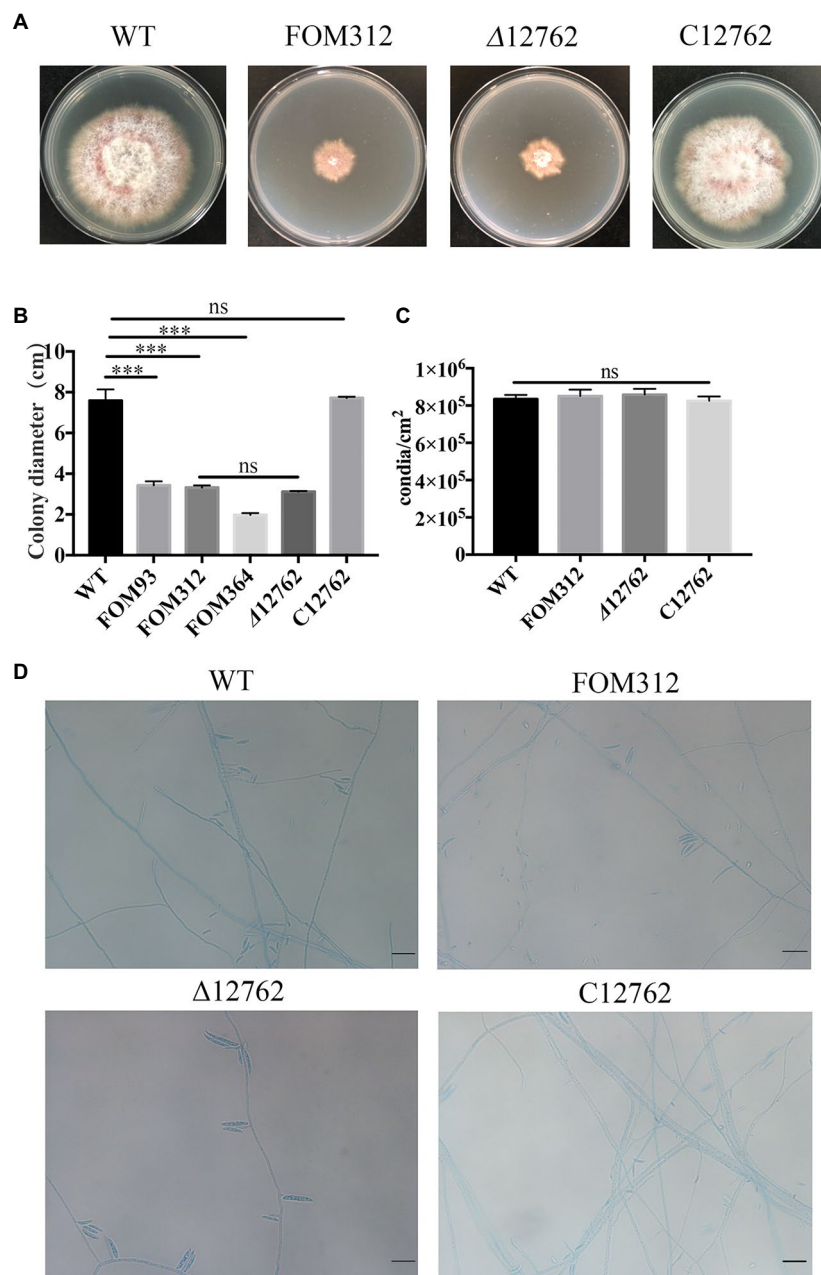 A
WT FOM312 Δ12762 C12762
B
ns
***
***
***
ns
Colony diameter (cm)
10
8
6
4
2
0
WT FOM93 FOM312 FOM364 Δ12762 C12762
C
ns
condia/cm²
1×10⁶
8×10⁵
6×10⁵
4×10⁵
2×10⁵
0
WT FOM312 Δ12762 C12762
D
WT FOM312
Δ12762 C12762